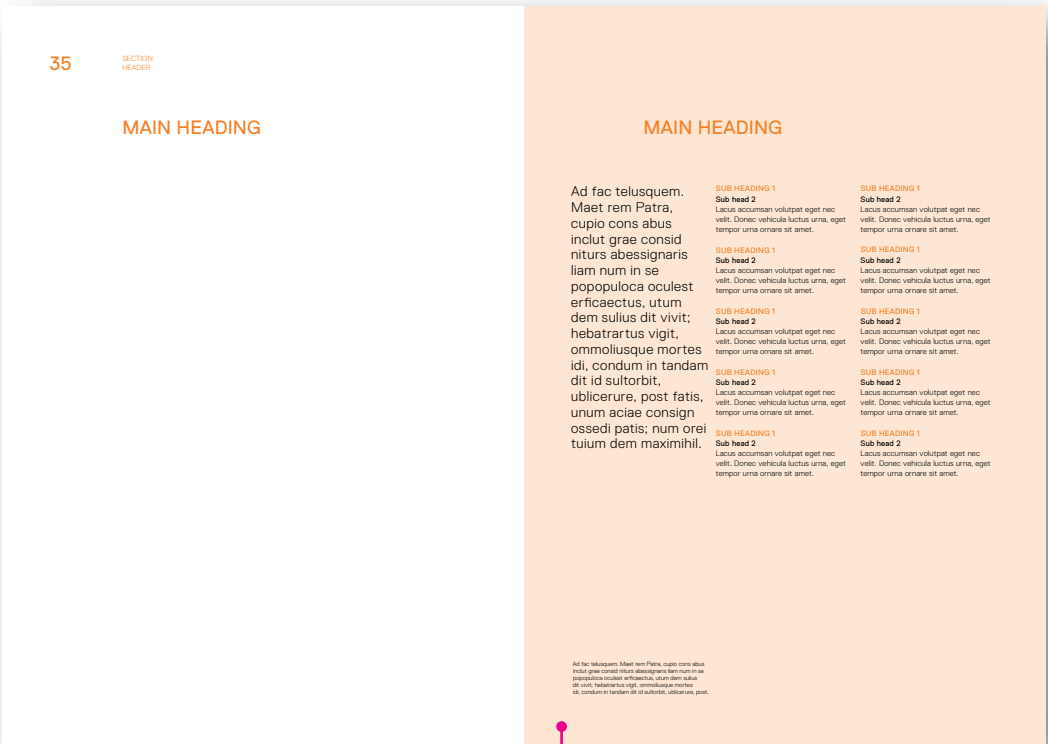 35
SECTION
HEADER
MAIN HEADING
MAIN HEADING
Ad fac telusquem.
Maet rem Patra,
cupio cons abus
inclut grae consid
niturs abessignaris
liam num in se
popopuloca oculest
erficaectus, utum
dem sulius dit vivit;
hebatrartus vigit,
ommoliusque mortes
idi, condum in tandam
dit id sultorbit,
ublicerure, post fatis,
unum aciae consign
ossedi patis; num orei
tuium dem maximihil.
SUB HEADING 1
Sub head 2
Lacus accumsan volutpat eget nec
velit. Donec vehicula luctus urna, eget
tempor urna ornare sit amet.
SUB HEADING 1
Sub head 2
Lacus accumsan volutpat eget nec
velit. Donec vehicula luctus urna, eget
tempor urna ornare sit amet.
SUB HEADING 1
Sub head 2
Lacus accumsan volutpat eget nec
velit. Donec vehicula luctus urna, eget
tempor urna ornare sit amet.
SUB HEADING 1
Sub head 2
Lacus accumsan volutpat eget nec
velit. Donec vehicula luctus urna, eget
tempor urna ornare sit amet.
SUB HEADING 1
Sub head 2
Lacus accumsan volutpat eget nec
velit. Donec vehicula luctus urna, eget
tempor urna ornare sit amet.
SUB HEADING 1
Sub head 2
Lacus accumsan volutpat eget nec
velit. Donec vehicula luctus urna, eget
tempor urna ornare sit amet.
SUB HEADING 1
Sub head 2
Lacus accumsan volutpat eget nec
velit. Donec vehicula luctus urna, eget
tempor urna ornare sit amet.
SUB HEADING 1
Sub head 2
Lacus accumsan volutpat eget nec
velit. Donec vehicula luctus urna, eget
tempor urna ornare sit amet.
SUB HEADING 1
Sub head 2
Lacus accumsan volutpat eget nec
velit. Donec vehicula luctus urna, eget
tempor urna ornare sit amet.
SUB HEADING 1
Sub head 2
Lacus accumsan volutpat eget nec
velit. Donec vehicula luctus urna, eget
tempor urna ornare sit amet.
Ad fac telusquem. Maet rem Patra, cupio cons abus
inclut grae consid niturs abessignaris liam num in se
popopuloca oculest erficaectus, utum dem sulius
dit vivit; hebatrartus vigit, ommoliusque mortes
idi, condum in tandam dit id sultorbit, ublicerure, post.